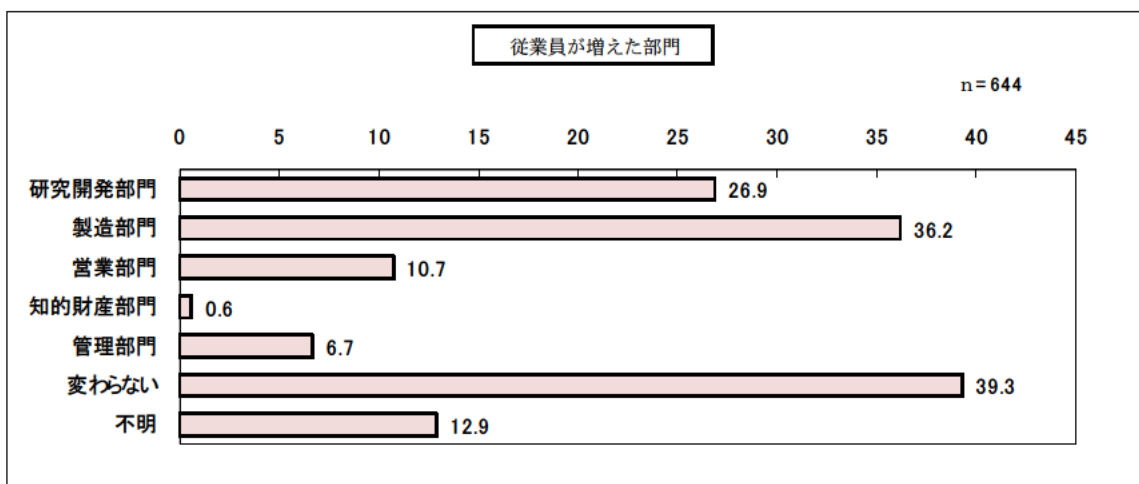 従業員が増えた部門
n=644
0 5 10 15 20 25 30 35 40 45
研究開発部門 26.9
製造部門 36.2
営業部門 10.7
知的財産部門 0.6
管理部門 6.7
変わらない 39.3
不明 12.9